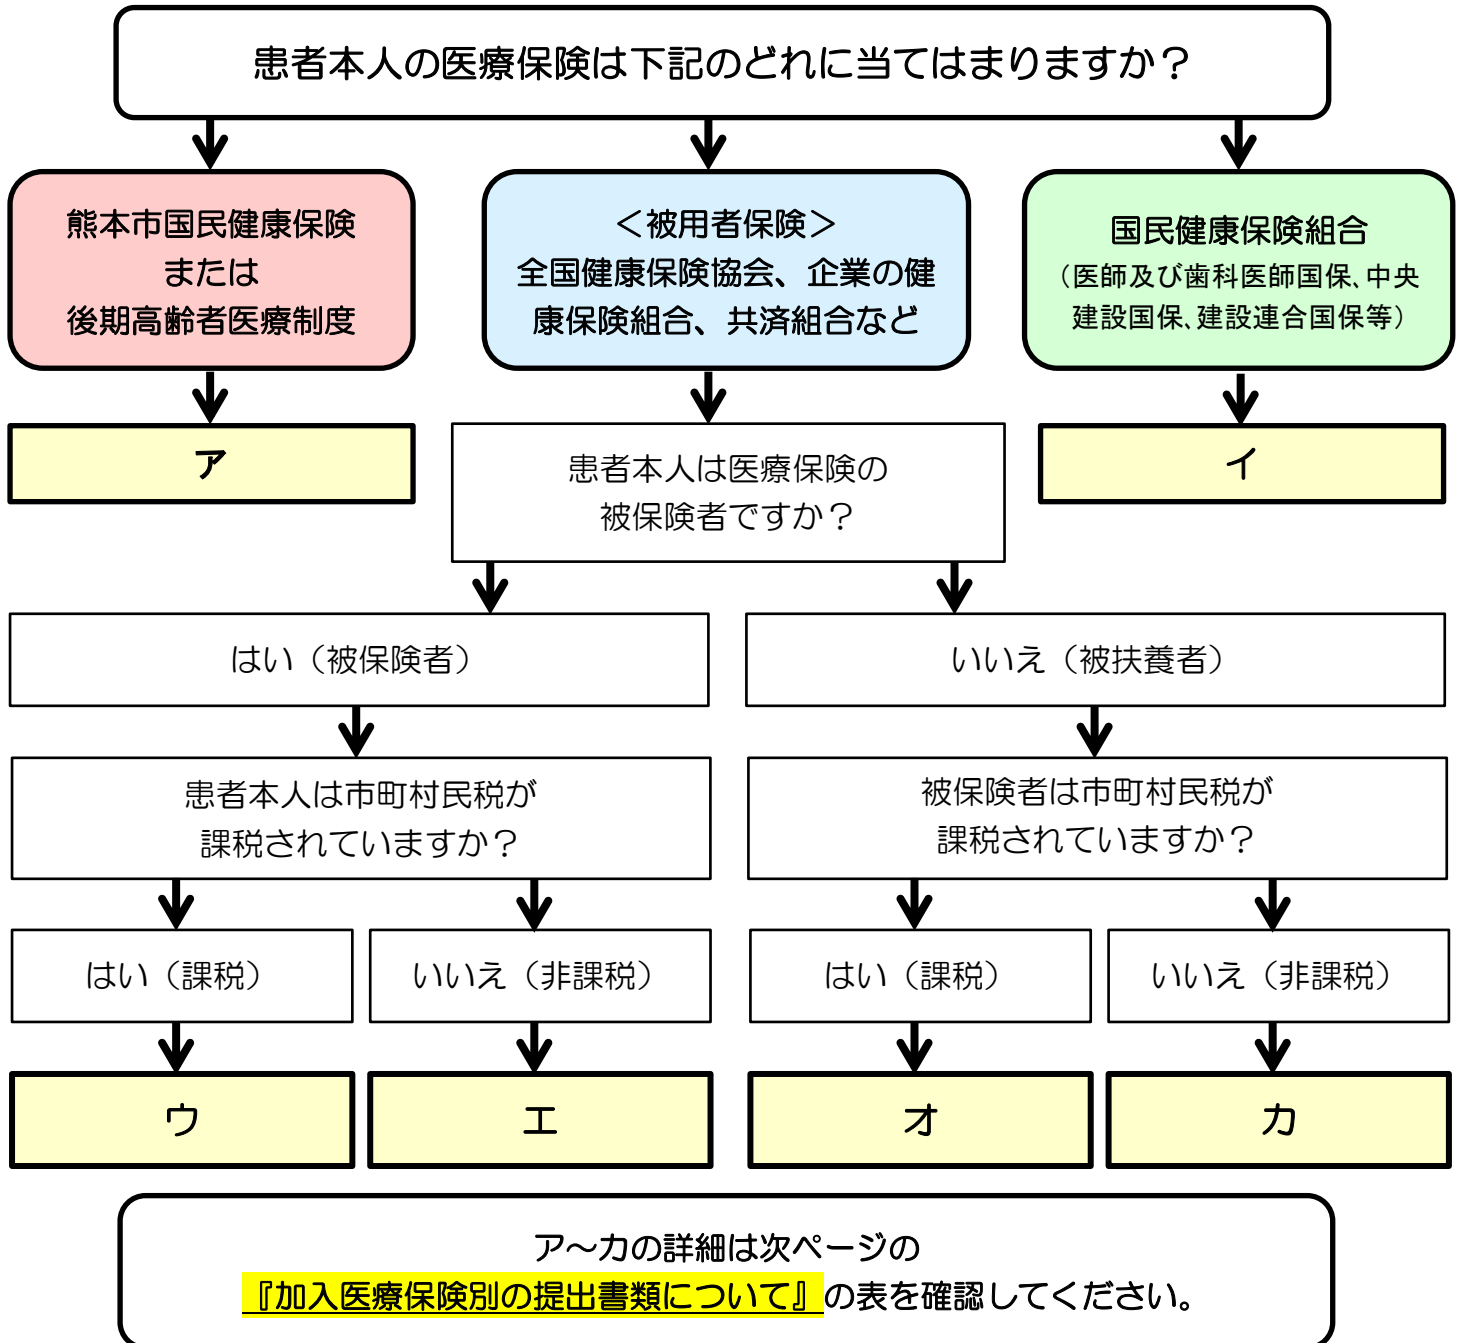 患者本人の医療保険は下記のどれに当てはまりますか？
熊本市国民健康保険
または
後期高齢者医療制度
＜被用者保険＞
全国健康保険協会、企業の健
康保険組合、共済組合など
国民健康保険組合
（医師及び歯科医師国保、中央
建設国保、建設連合国保等）
ア
患者本人は医療保険の
被保険者ですか？
イ
はい（被保険者）
いいえ（被扶養者）
患者本人は市町村民税が
課税されていますか？
被保険者は市町村民税が
課税されていますか？
はい（課税）
いいえ（非課税）
はい（課税）
いいえ（非課税）
ウ
エ
オ
カ
ア～カの詳細は次ページの
『加入医療保険別の提出書類について』の表を確認してください。